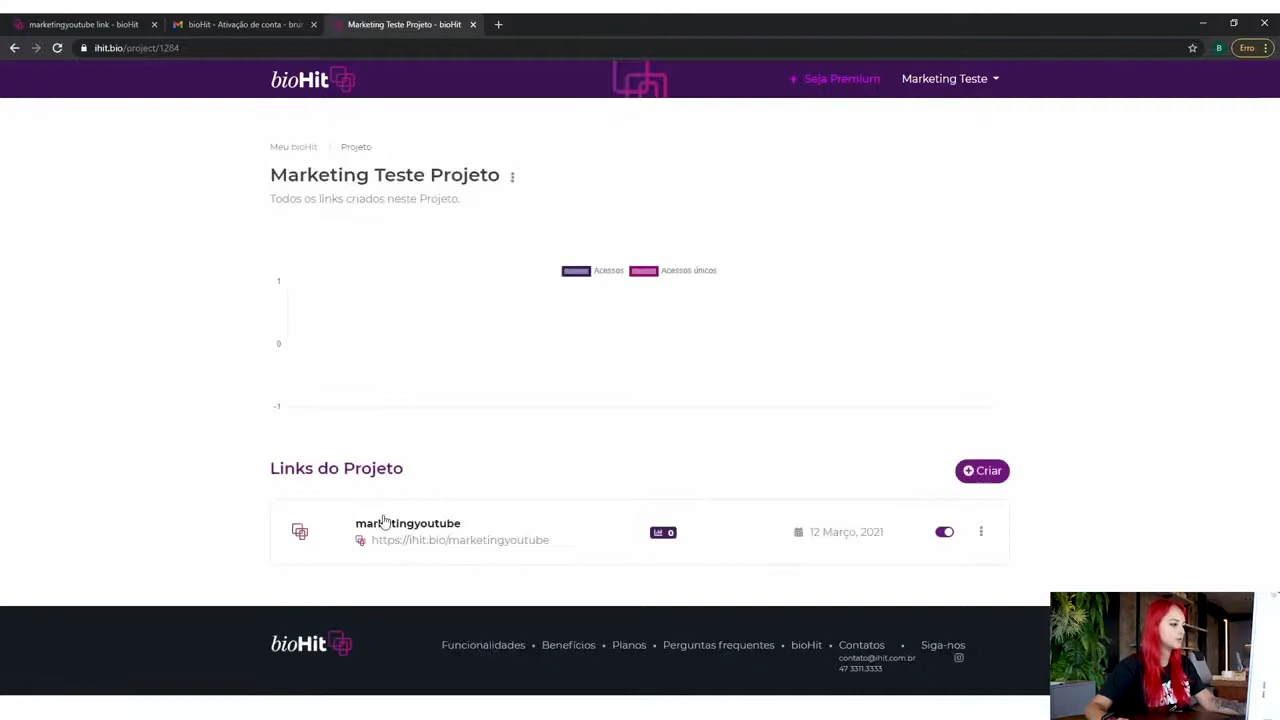 marketingyoutube link - bioHit
bioHit - Ativação de conta - bru
Marketing Teste Projeto - bioHit
ihit.bio/project/1284
B
Erro
bioHit
Seja Premium
Marketing Teste
Meu bioHit
Projeto
Marketing Teste Projeto
Todos os links criados neste Projeto.
Acessos
Acessos únicos
1
0
-1
Links do Projeto
Criar
marketingyoutube
https://ihit.bio/marketingyoutube
0
12 Março, 2021
bioHit
Funcionalidades • Benefícios • Planos • Perguntas frequentes • bioHit • Contatos • Siga-nos
contato@ihit.com.br
47 3311.3333